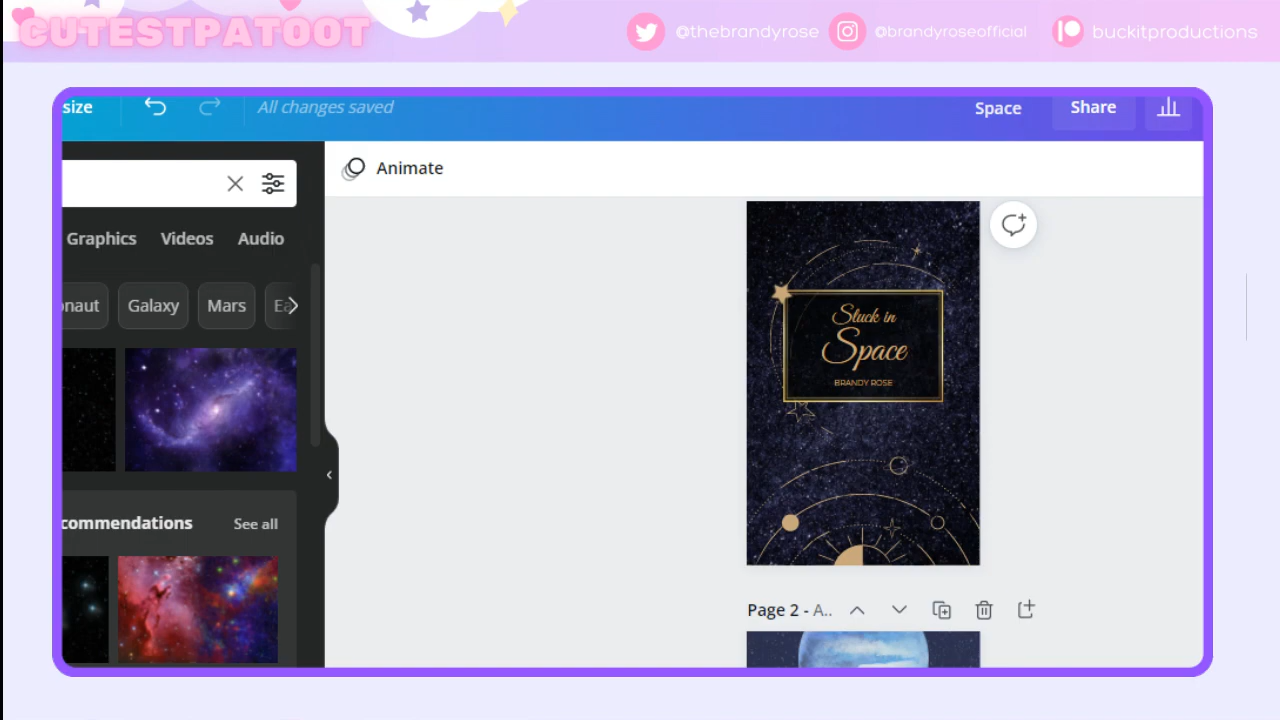 CUTESTPATOOT
@thebrandyrose
@brandyroseofficial
buckitproductions
size
All changes saved
Space
Share
Animate
Graphics
Videos
Audio
onaut
Galaxy
Mars
Ea
commendations
See all
Stuck in
Space
BRANDY ROSE
Page 2 - A..